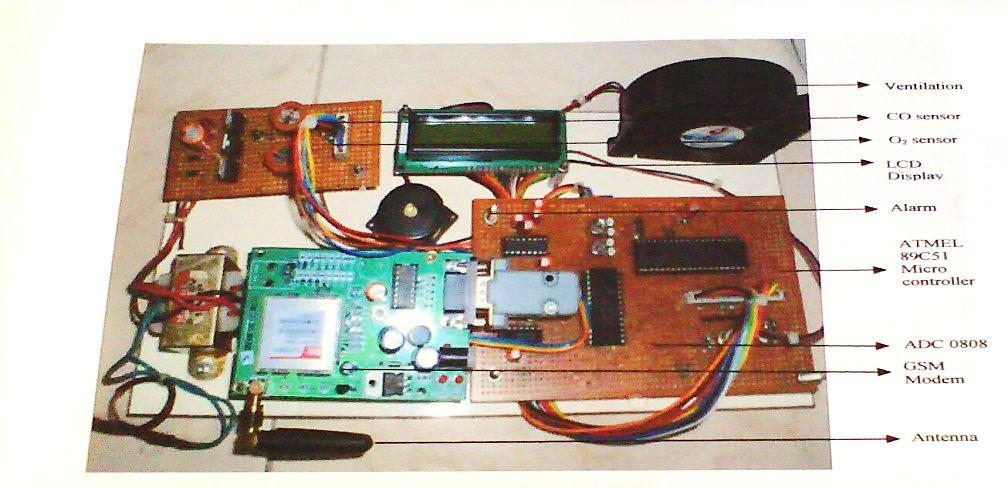 Ventilation
CO sensor
O₂ sensor
LCD
Display
Alarm
ATMEL
89C51
Micro
controller
ADC 0808
GSM
Modem
Antenna